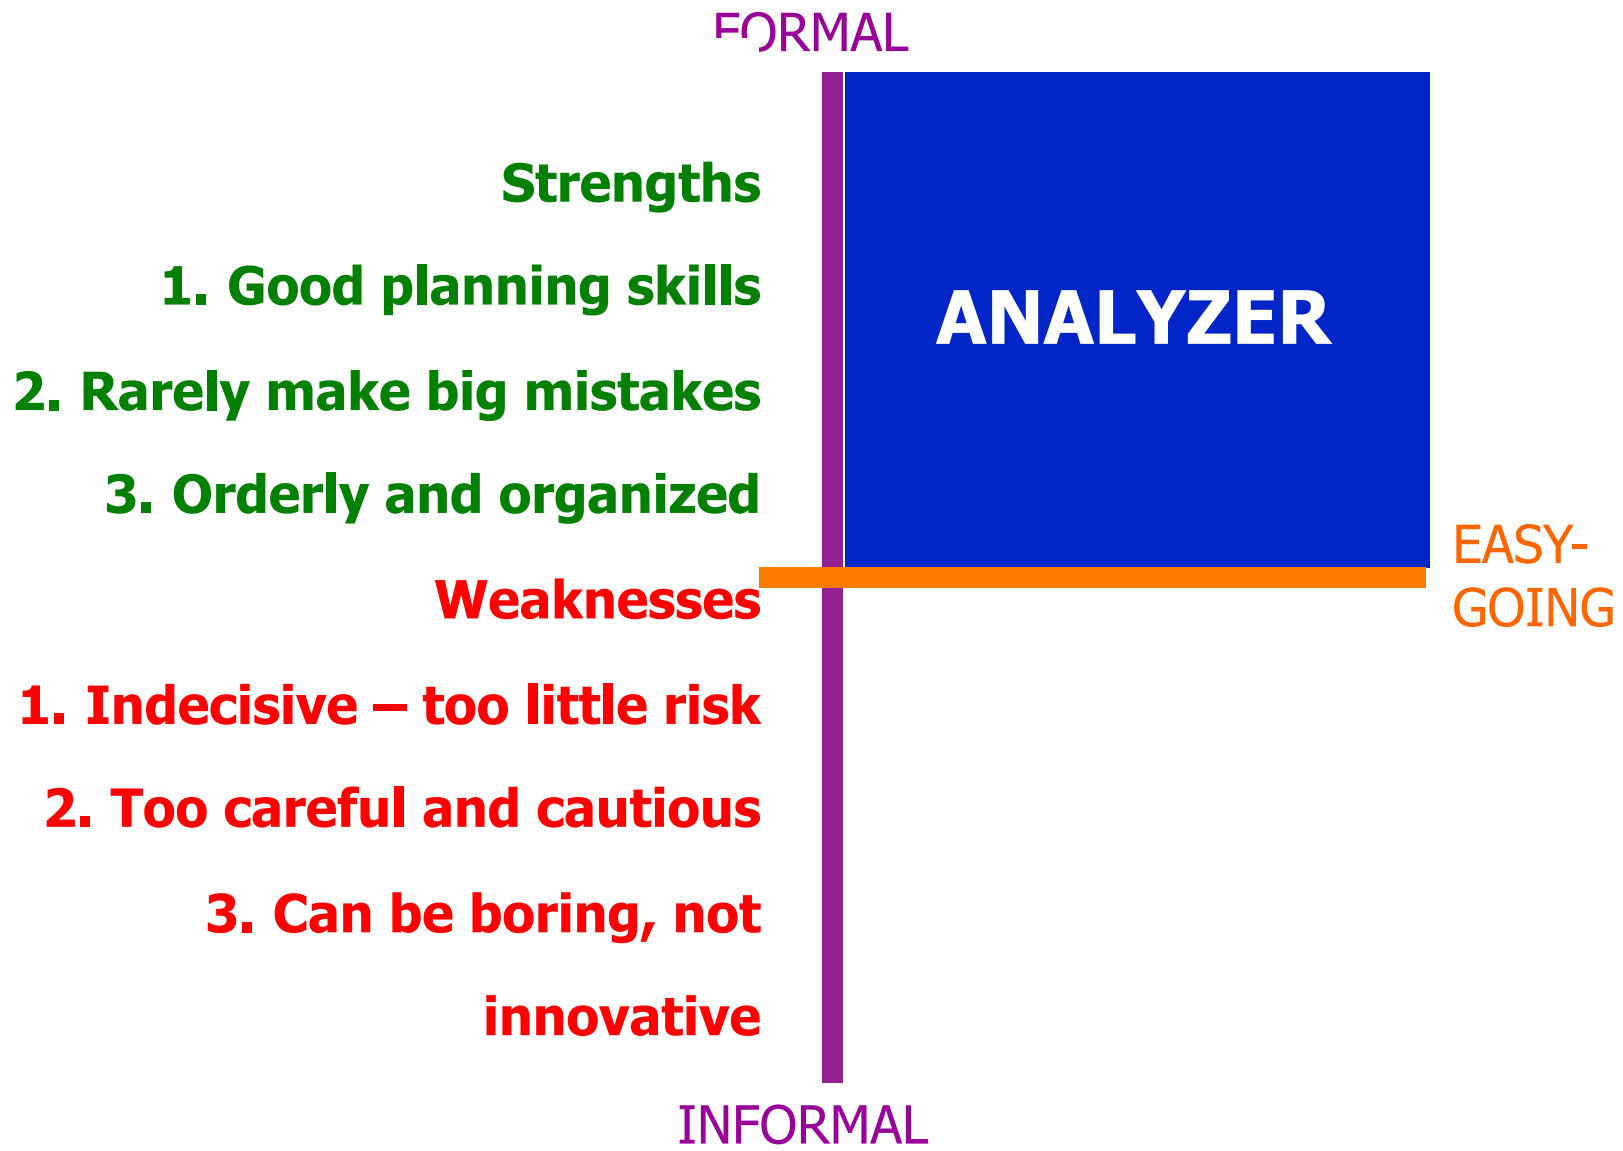 FORMAL
Strengths
1. Good planning skills
ANALYZER
2. Rarely make big mistakes
3. Orderly and organized
EASY-
GOING
Weaknesses
1. Indecisive – too little risk
2. Too careful and cautious
3. Can be boring, not
innovative
INFORMAL